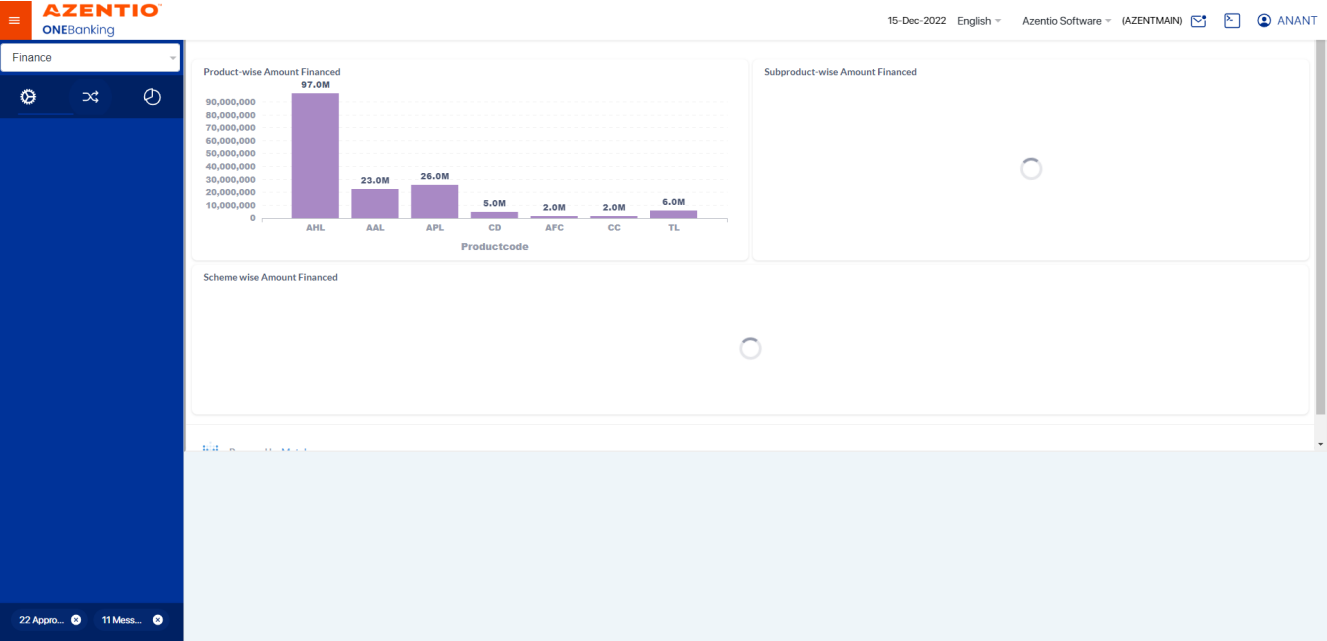 AZENTIO
ONEBanking
15-Dec-2022 English Azentio Software (AZENTMAIN) ANANT
Finance
Product-wise Amount Financed
97.0M
90,000,000
80,000,000
70,000,000
60,000,000
50,000,000
40,000,000
30,000,000
20,000,000
10,000,000
0
23.0M
26.0M
5.0M
2.0M
2.0M
6.0M
AHL AAL APL CD AFC CC TL
Productcode
Subproduct-wise Amount Financed
Scheme wise Amount Financed
22 Appro...
11 Mess...